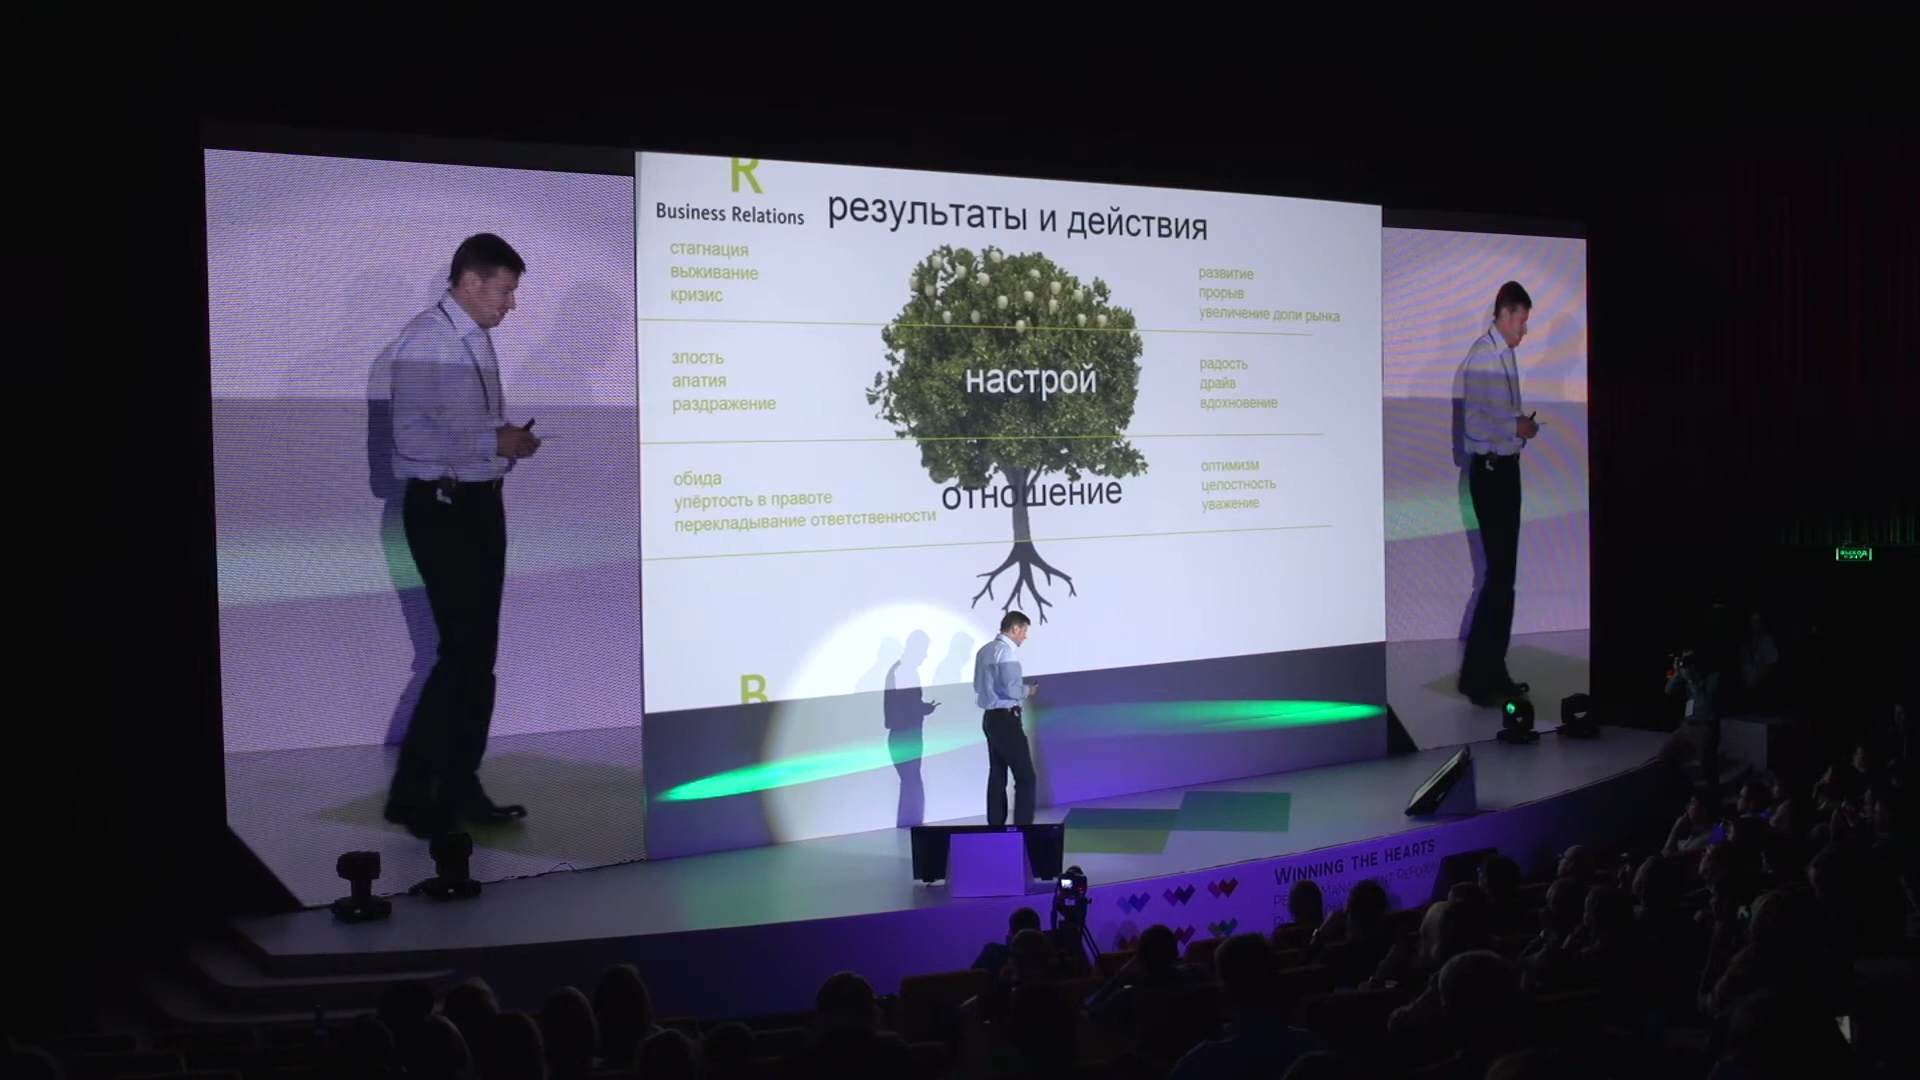 R
Business Relations
результаты и действия
стагнация
выживание
кризис
развитие
прорыв
увеличение доли рынка
злость
апатия
раздражение
настрой
радость
драйв
вдохновение
обида
упёртость в правоте
перекладывание ответственности
отношение
оптимизм
целостность
уважение
B
ВЫХОД
WINNING THE HEARTS